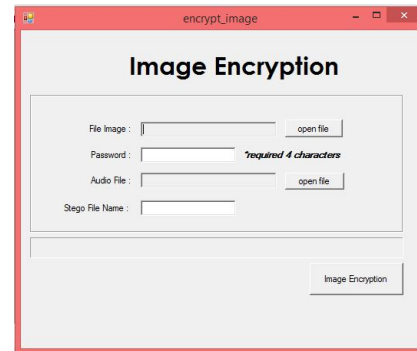 encrypt_image
Image Encryption
File Image : open file
Password : *required 4 characters
Audio File : open file
Stego File Name :
Image Encryption